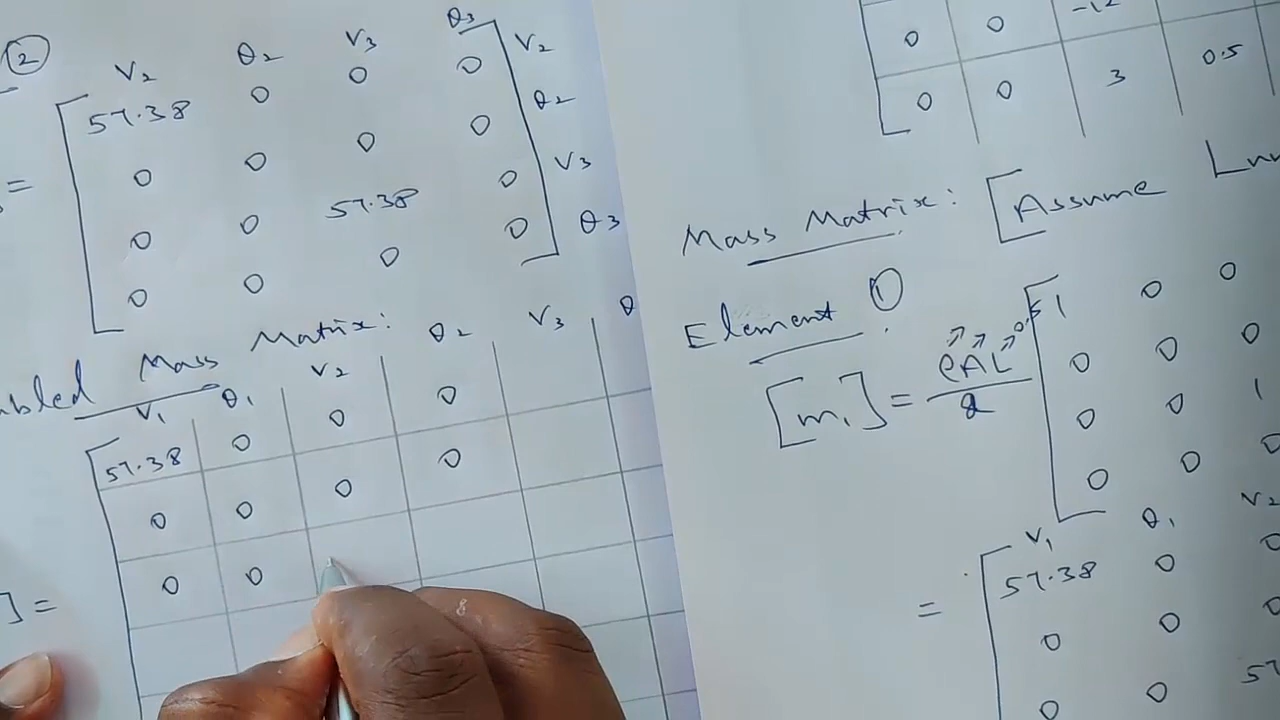 ②
V2 θ2 V3 θ3
57.38 0 0 0 V2
= 0 0 0 0 θ2
0 0 57.38 0 V3
0 0 0 0 θ3
Mass Matrix:
V1 θ1 V2 θ2 V3 θ
57.38 0 0 0
0 0 0 0
] = 0 0
0 0 -12
0 0 3 0.5
Mass Matrix: [Assume
Element ①
[m1] = ρAL 0.5 / 2
1 0 0
0 0 0
0 0 1
0 0 0
V1 θ1 V2
= 57.38 0 0
0 0 0
0 0 57